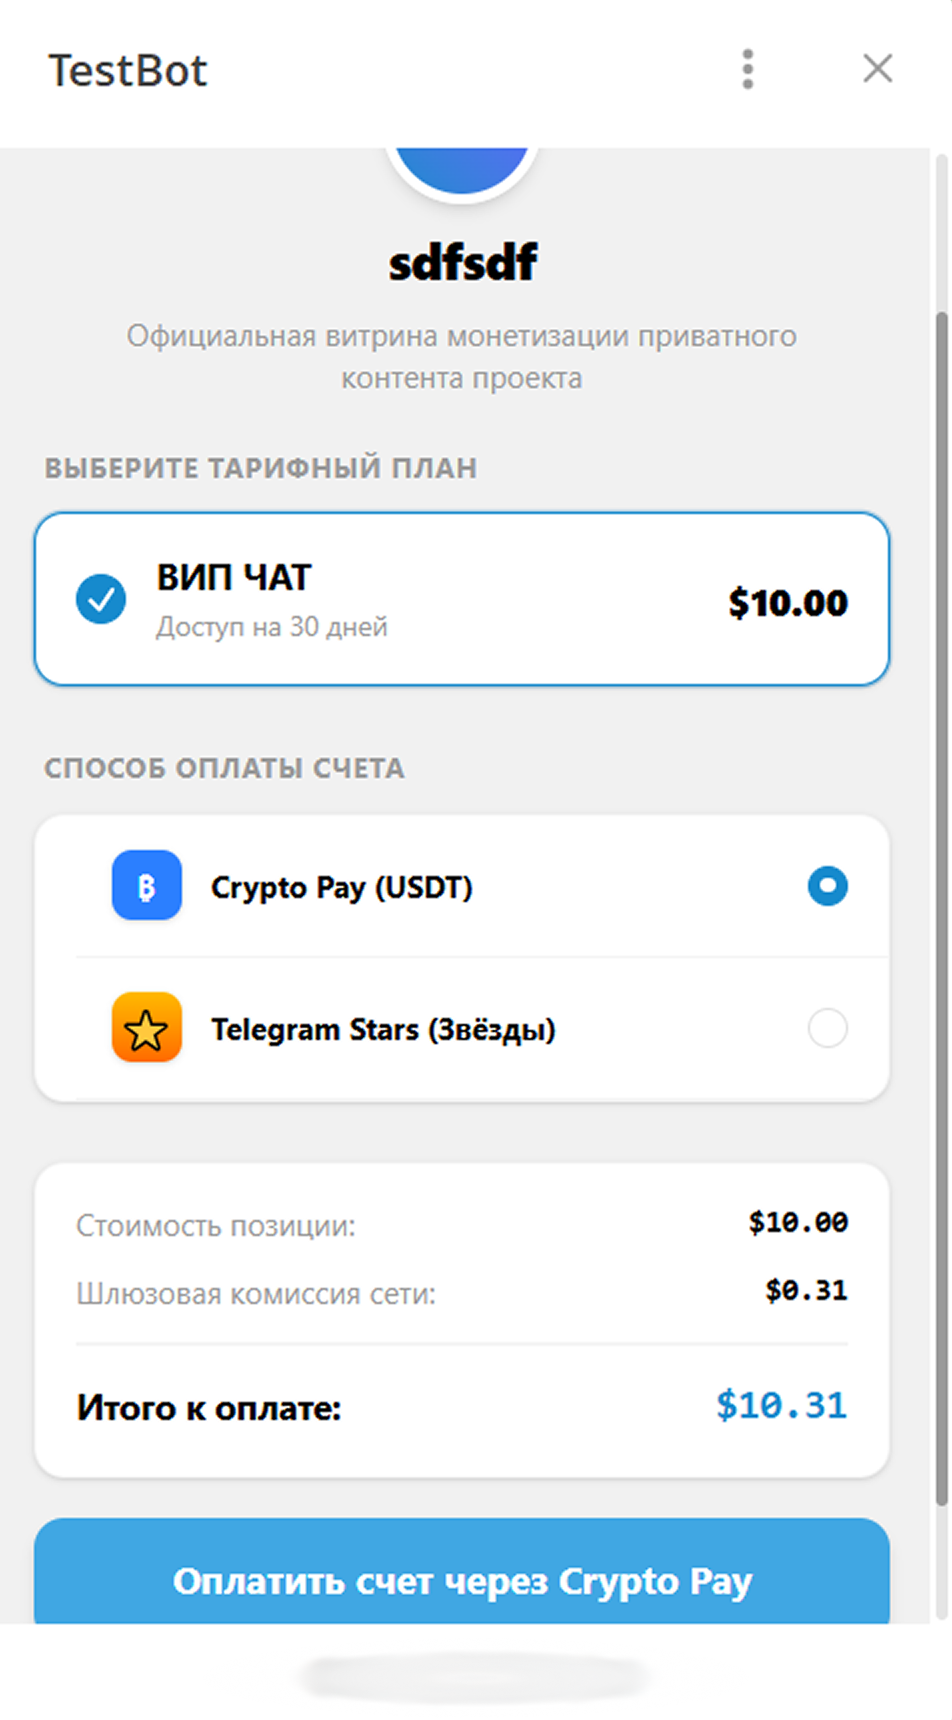 TestBot
sdfsdf
Официальная витрина монетизации приватного
контента проекта
ВЫБЕРИТЕ ТАРИФНЫЙ ПЛАН
ВИП ЧАТ
$10.00
Доступ на 30 дней
СПОСОБ ОПЛАТЫ СЧЕТА
Crypto Pay (USDT)
Telegram Stars (Звёзды)
Стоимость позиции: $10.00
Шлюзовая комиссия сети: $0.31
Итого к оплате: $10.31
Оплатить счет через Crypto Pay